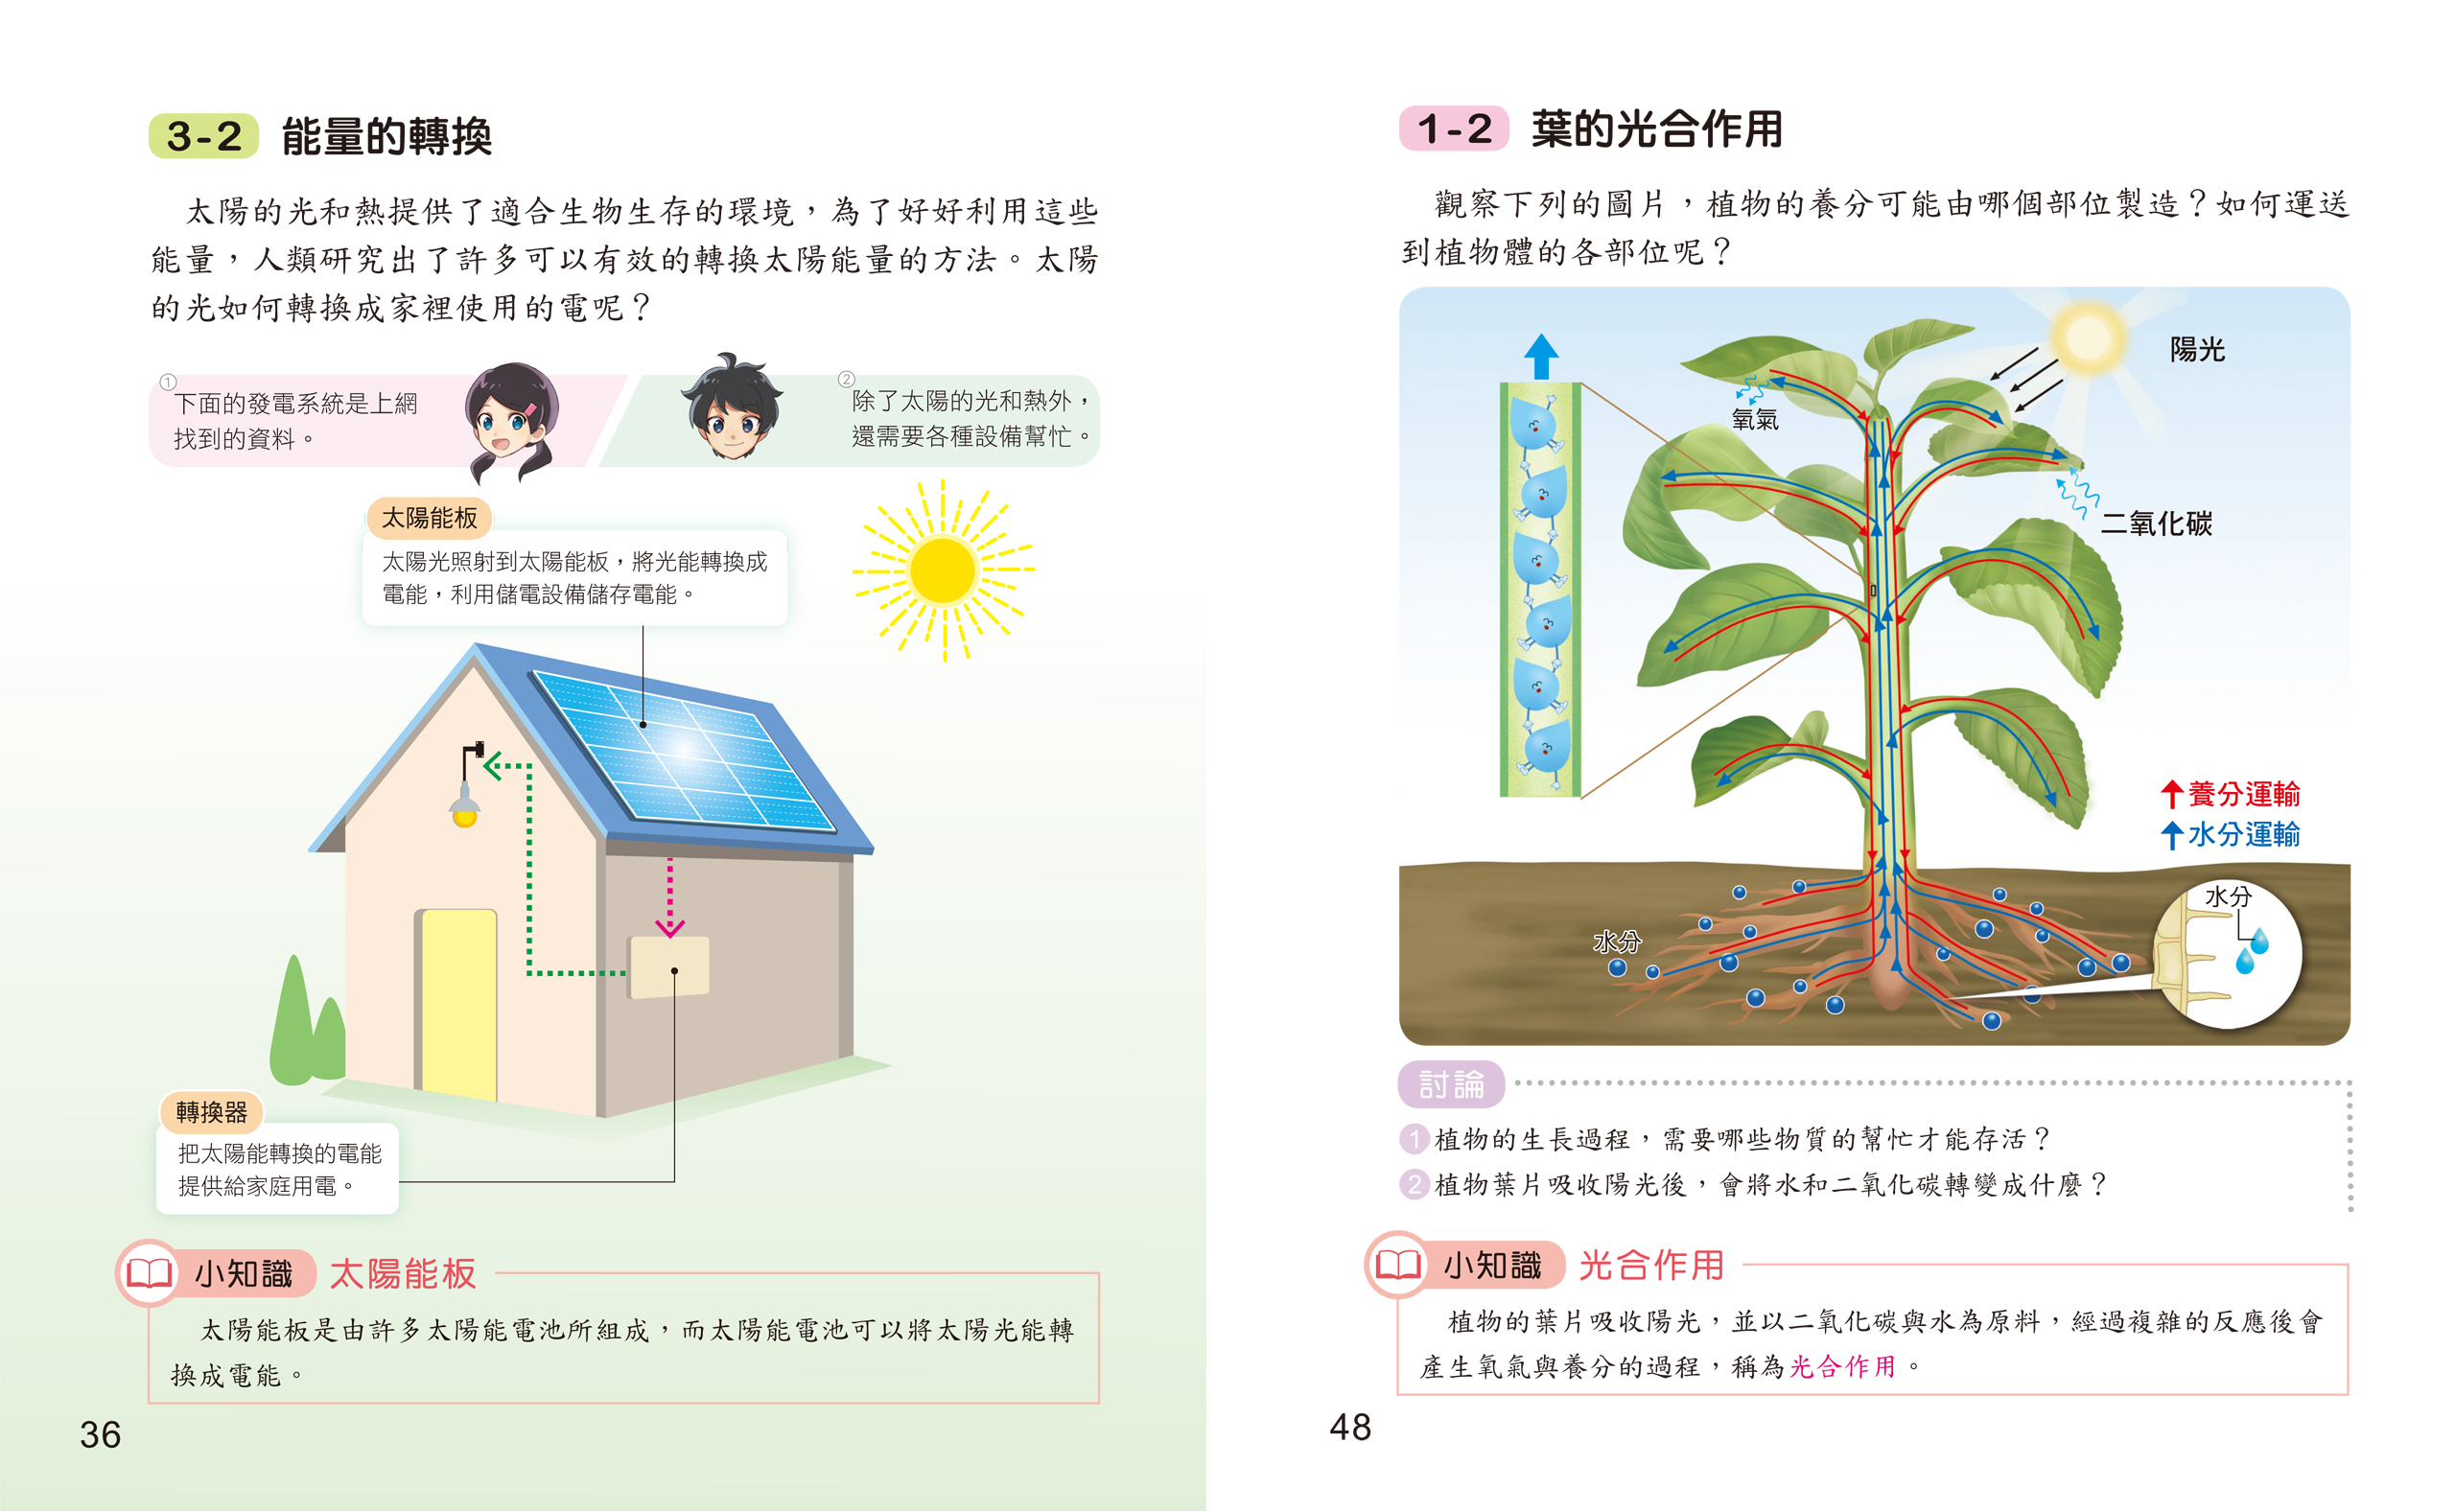 3-2 能量的轉換
太陽的光和熱提供了適合生物生存的環境，為了好好利用這些
能量，人類研究出了許多可以有效的轉換太陽能量的方法。太陽
的光如何轉換成家裡使用的電呢？
①
下面的發電系統是上網
找到的資料。
②
除了太陽的光和熱外，
還需要各種設備幫忙。
太陽能板
太陽光照射到太陽能板，將光能轉換成
電能，利用儲電設備儲存電能。
轉換器
把太陽能轉換的電能
提供給家庭用電。
小知識 太陽能板
太陽能板是由許多太陽能電池所組成，而太陽能電池可以將太陽光能轉
換成電能。
36
1-2 葉的光合作用
觀察下列的圖片，植物的養分可能由哪個部位製造？如何運送
到植物體的各部位呢？
陽光
氧氣
二氧化碳
養分運輸
水分運輸
水分
水分
討論
1 植物的生長過程，需要哪些物質的幫忙才能存活？
2 植物葉片吸收陽光後，會將水和二氧化碳轉變成什麼？
小知識 光合作用
植物的葉片吸收陽光，並以二氧化碳與水為原料，經過複雜的反應後會
產生氧氣與養分的過程，稱為光合作用。
48